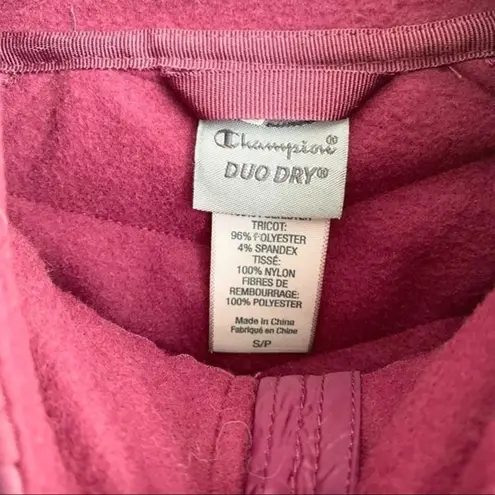 Champion®
DUO DRY®
TRICOT:
96% POLYESTER
4% SPANDEX
TISSÉ:
100% NYLON
FIBRES DE
REMBOURRAGE:
100% POLYESTER
Made in China
Fabriqué en Chine
S/P